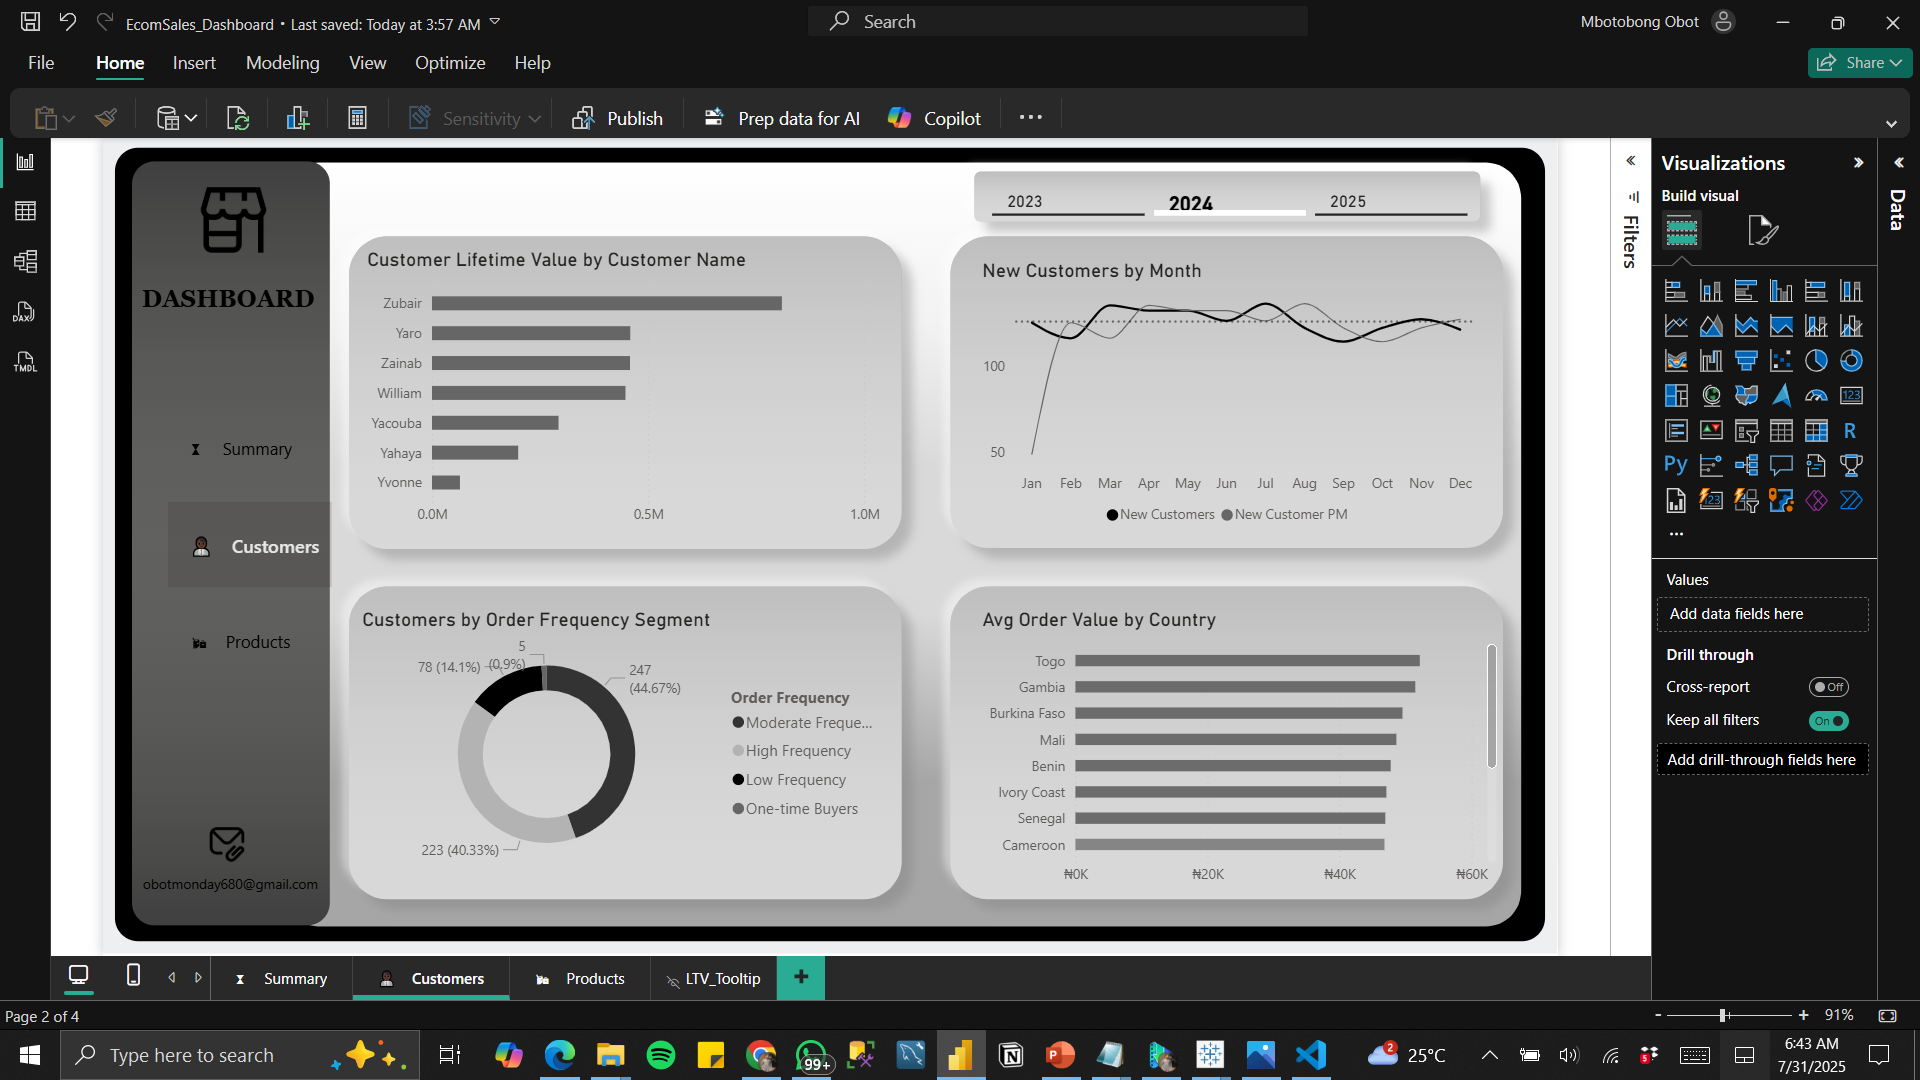 EcomSales_Dashboard • Last saved: Today at 3:57 AM
Search
Mbotobong Obot
File Home Insert Modeling View Optimize Help
Share
Sensitivity
Publish
Prep data for AI
Copilot
DASHBOARD
Summary
Customers
Products
obotmonday680@gmail.com
2023 2024 2025
Customer Lifetime Value by Customer Name
Zubair
Yaro
Zainab
William
Yacouba
Yahaya
Yvonne
0.0M 0.5M 1.0M
New Customers by Month
100
50
Jan Feb Mar Apr May Jun Jul Aug Sep Oct Nov Dec
New Customers New Customer PM
Customers by Order Frequency Segment
5
(0.9%)
78 (14.1%)
247
(44.67%)
223 (40.33%)
Order Frequency
Moderate Freque...
High Frequency
Low Frequency
One-time Buyers
Avg Order Value by Country
Togo
Gambia
Burkina Faso
Mali
Benin
Ivory Coast
Senegal
Cameroon
₦0K ₦20K ₦40K ₦60K
Filters
Visualizations
Build visual
123
R
Py
123
Values
Add data fields here
Drill through
Cross-report
Off
Keep all filters
On
Add drill-through fields here
Data
DAX
TMDL
Summary
Customers
Products
LTV_Tooltip
Page 2 of 4
91%
Type here to search
99+
2
25°C
5
6:43 AM
7/31/2025